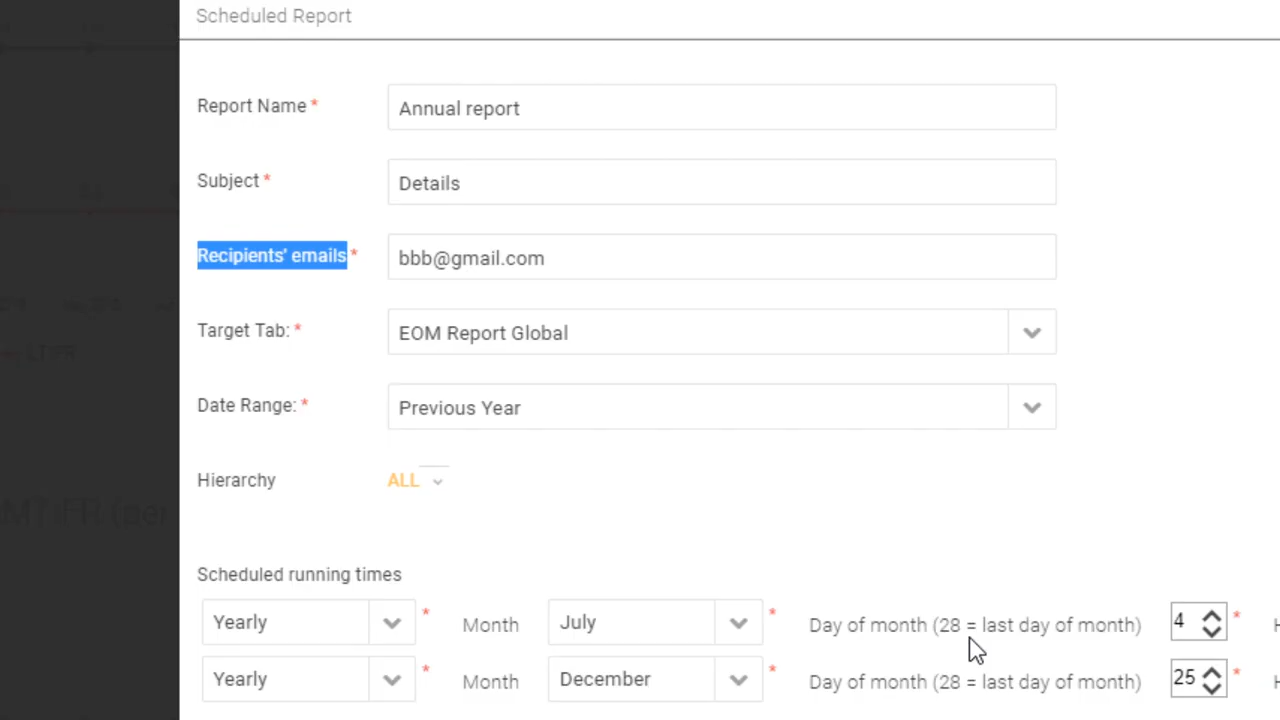 Scheduled Report
Report Name * Annual report
Subject * Details
Recipients' emails * bbb@gmail.com
Target Tab: * EOM Report Global
Date Range: * Previous Year
Hierarchy ALL
Scheduled running times
Yearly * Month July * Day of month (28 = last day of month) 4 * H
Yearly * Month December * Day of month (28 = last day of month) 25 * H